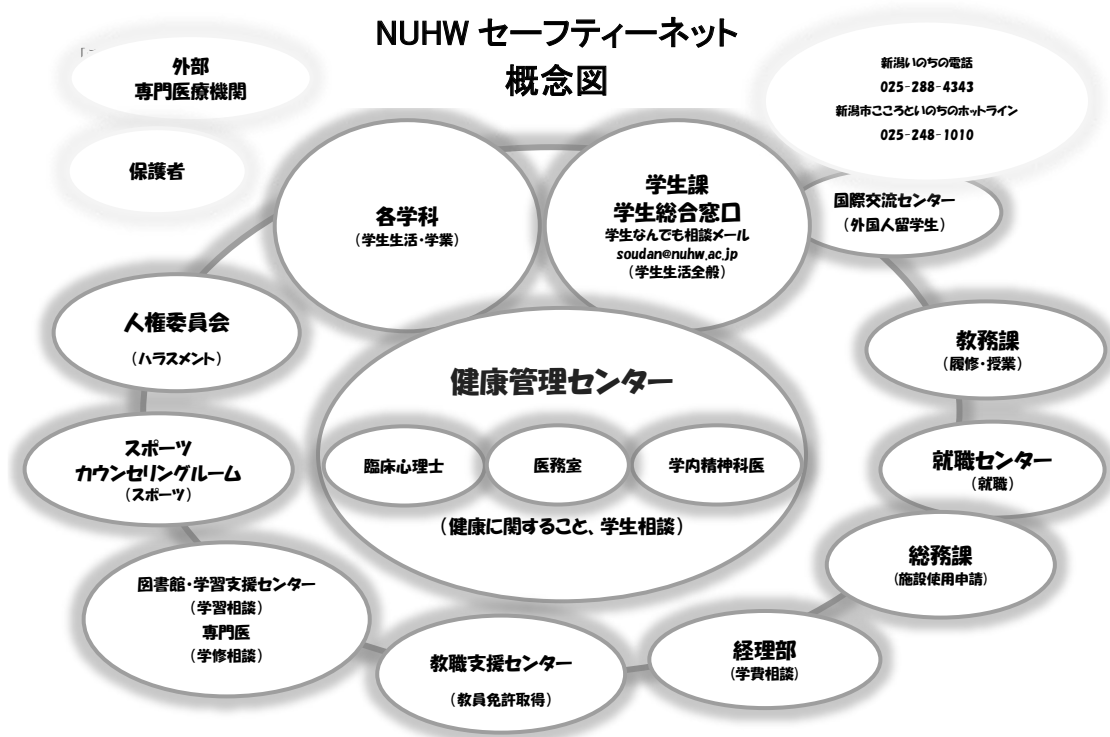 NUHW セーフティーネット
概念図
外部
専門医療機関
保護者
新潟いのちの電話
025-288-4343
新潟市こころといのちのホットライン
025-248-1010
各学科
(学生生活・学業)
学生課
学生総合窓口
学生なんでも相談メール
soudan@nuhw.ac.jp
(学生生活全般)
国際交流センター
(外国人留学生)
人権委員会
(ハラスメント)
教務課
(履修・授業)
健康管理センター
臨床心理士
医務室
学内精神科医
(健康に関すること、学生相談)
スポーツ
カウンセリングルーム
(スポーツ)
就職センター
(就職)
総務課
(施設使用申請)
図書館・学習支援センター
(学習相談)
専門医
(学修相談)
教職支援センター
(教員免許取得)
経理部
(学費相談)